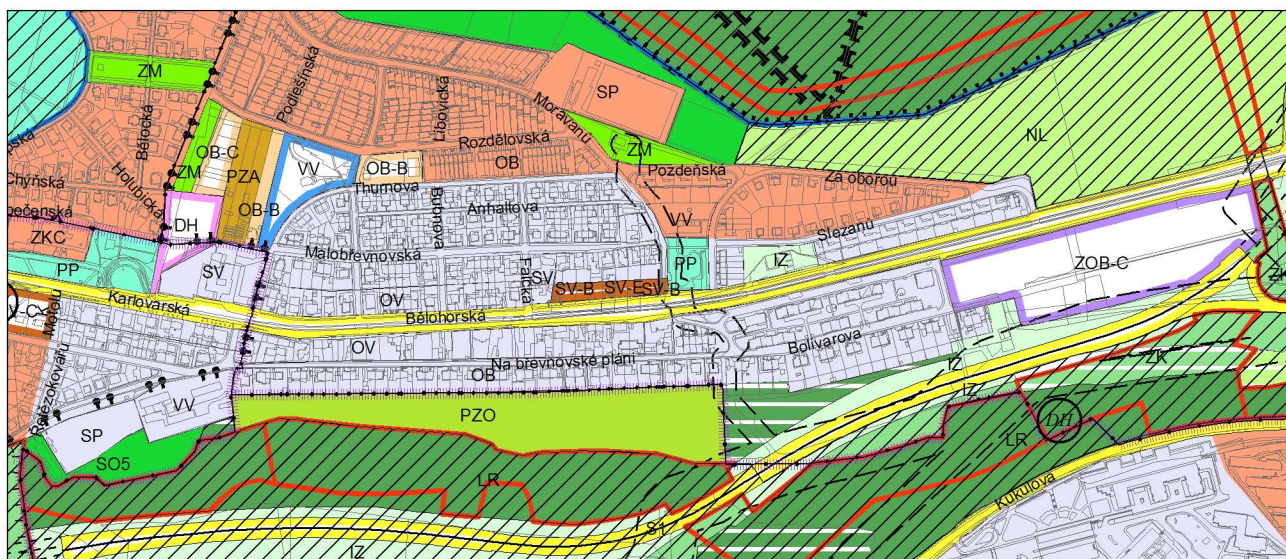 ZM
Bělocká
Podlešínská
Libovická
Moravanů
SP
NL
OB-C
ZM
PZA
VV
OB-B
Rozdělovská
OB
ZM
Pozdeňská
Za oborou
Chýňská
Holubická
OB-B
Thurnova
Bubnova
Anhaltova
VV
Slezanů
DH
ZKC
PP
SV
Malobřevnovská
Falcká
SV
PP
IZ
ZOB-C
OV
SV-B
SV-E
SV-B
Karlovarská
Bělohorská
OV
Na břevnovské pláni
OB
Bolívarova
IZ
IZ
ZK
VV
SP
SO5
PZO
DH
LR
LR
Kukulova
S1
IZ